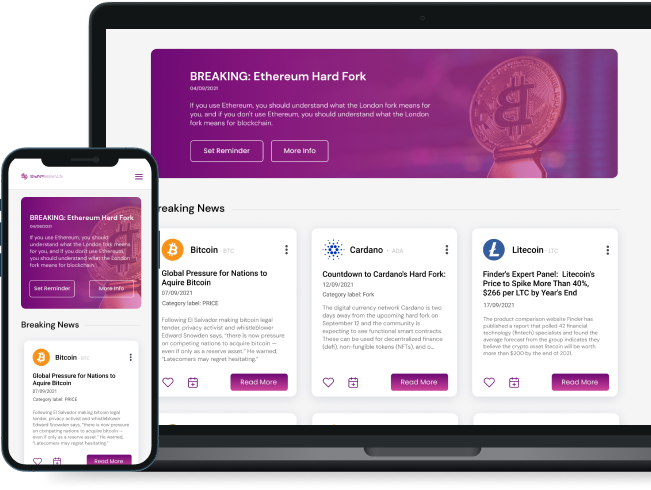 BREAKING: Ethereum Hard Fork
04/08/2021
If you use Ethereum, you should understand what the London fork means for
you, and if you don't use Ethereum, you should understand what the London
fork means for blockchain.
Set Reminder
More Info
reaking News
Bitcoin · BTC
Global Pressure for Nations to
Aquire Bitcoin
07/09/2021
Category label: PRICE
Following El Salvador making bitcoin legal
tender, privacy activist and whistleblower
Edward Snowden says, "there is now pressure
on competing nations to acquire bitcoin —
even if only as a reserve asset." He warned,
"Latecomers may regret hesitating."
Read More
Cardano · ADA
Countdown to Cardano's Hard Fork:
12/09/2021
Category label: Fork
The digital currency network Cardano is two
days away from the upcoming hard fork on
September 12 and the community is
expecting to see functional smart contracts.
These can be used for decentralized finance
(defi), non-fungible tokens (NFTs), and o...
Read More
Litecoin · LTC
Finder's Expert Panel: Litecoin's
Price to Spike More Than 40%,
$266 per LTC by Year's End
17/09/2021
The product comparison website Finder has
published a report that polled 42 financial
technology (fintech) specialists and found the
average forecast from the group indicates they
believe the crypto asset litecoin will be worth
more than $200 by the end of 2021.
Read More
BREAKING: Ethereum Hard Fork
04/08/2021
If you use Ethereum, you should
understand what the London fork means
for you, and if you don't use Ethereum,
you should understand what the London
fork means for blockchain.
Set Reminder
More Info
Breaking News
Bitcoin · BTC
Global Pressure for Nations to
Aquire Bitcoin
07/09/2021
Category label: PRICE
Following El Salvador making bitcoin legal
tender, privacy activist and whistleblower
Edward Snowden says, "there is now pressure
on competing nations to acquire bitcoin —
even if only as a reserve asset." He warned,
"Latecomers may regret hesitating."
Read More